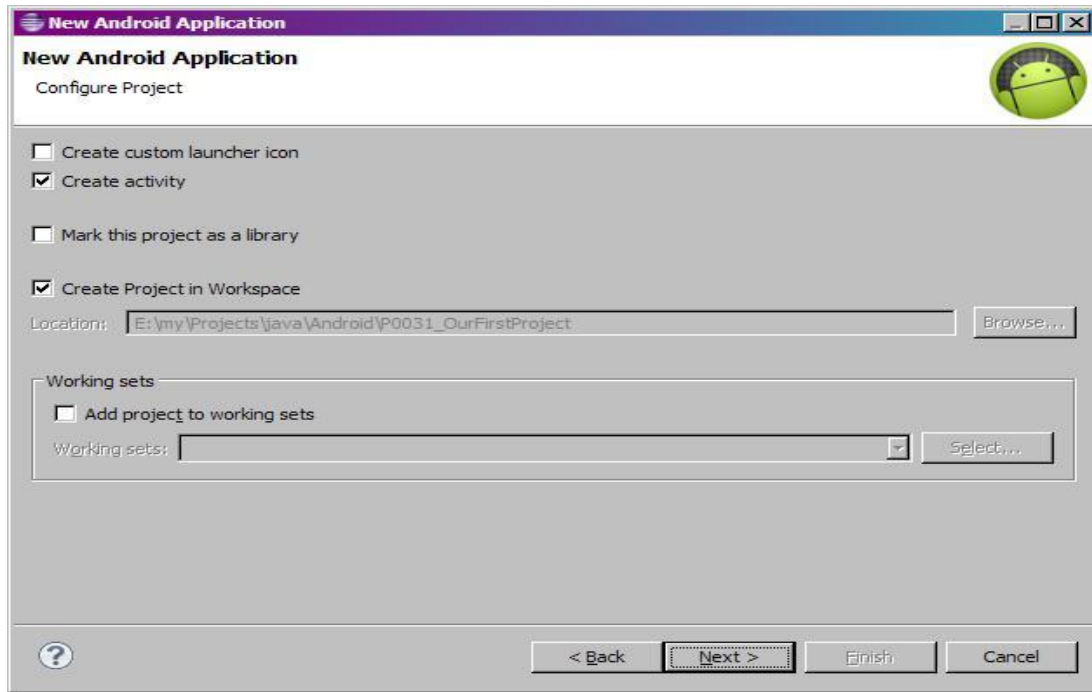 New Android Application
New Android Application
Configure Project
Create custom launcher icon
Create activity
Mark this project as a library
Create Project in Workspace
Location: E:\my\Projects\java\Android\P0031_OurFirstProject Browse...
Working sets
Add project to working sets
Working sets: Select...
? < Back Next > Finish Cancel